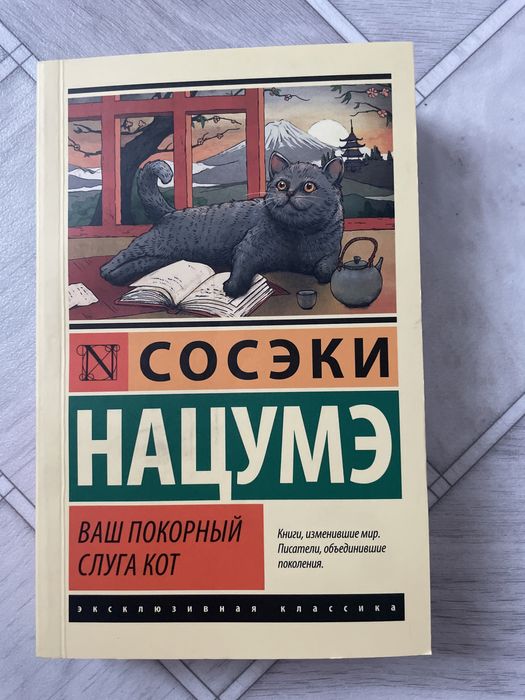 N СОСЭКИ
НАЦУМЭ
ВАШ ПОКОРНЫЙ
СЛУГА КОТ
Книги, изменившие мир.
Писатели, объединившие
поколения.
эксклюзивная классика